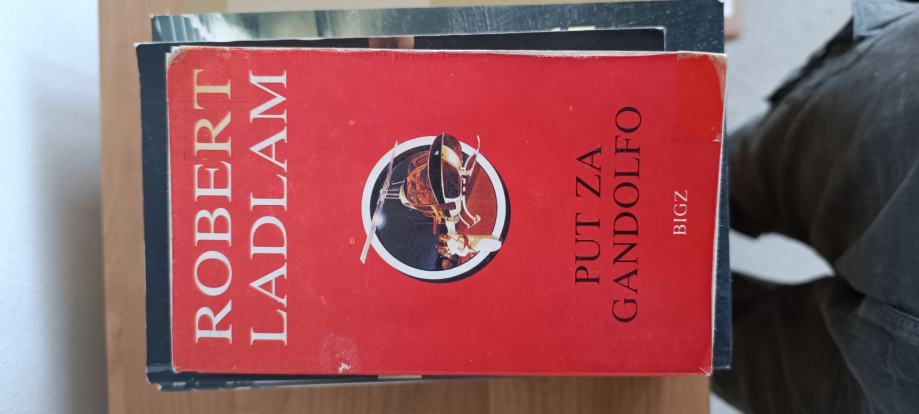 ROBERT
LADLAM
PUT ZA
GANDOLFO
BIGZ